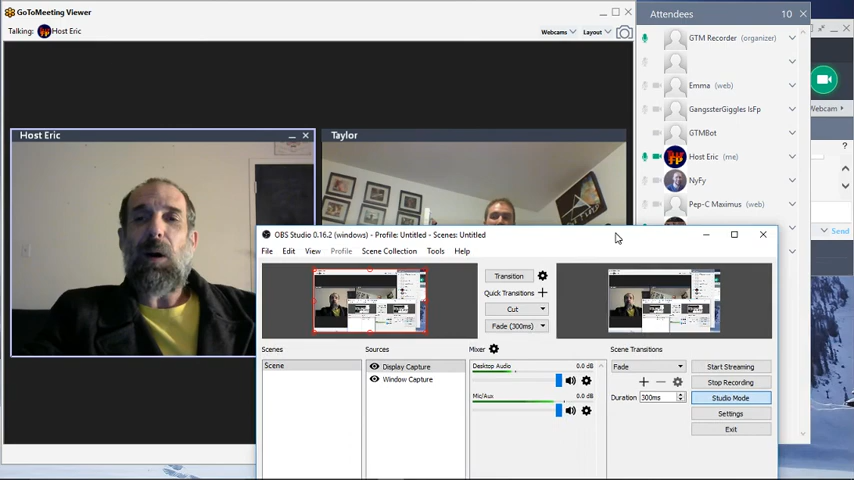 GoToMeeting Viewer
Talking: Host Eric
Webcams
Layout
Host Eric
Taylor
Attendees 10
GTM Recorder (organizer)
Emma (web)
GangssterGiggles IsFp
GTMBot
Host Eric (me)
NyFy
Pep-C Maximus (web)
Webcam
Send
OBS Studio 0.16.2 (windows) - Profile: Untitled - Scenes: Untitled
File Edit View Profile Scene Collection Tools Help
Transition
Quick Transitions
Cut
Fade (300ms)
Scenes
Scene
Sources
Display Capture
Window Capture
Mixer
Desktop Audio 0.0 dB
Mic/Aux 0.0 dB
Scene Transitions
Fade
Duration 300ms
Start Streaming
Stop Recording
Studio Mode
Settings
Exit